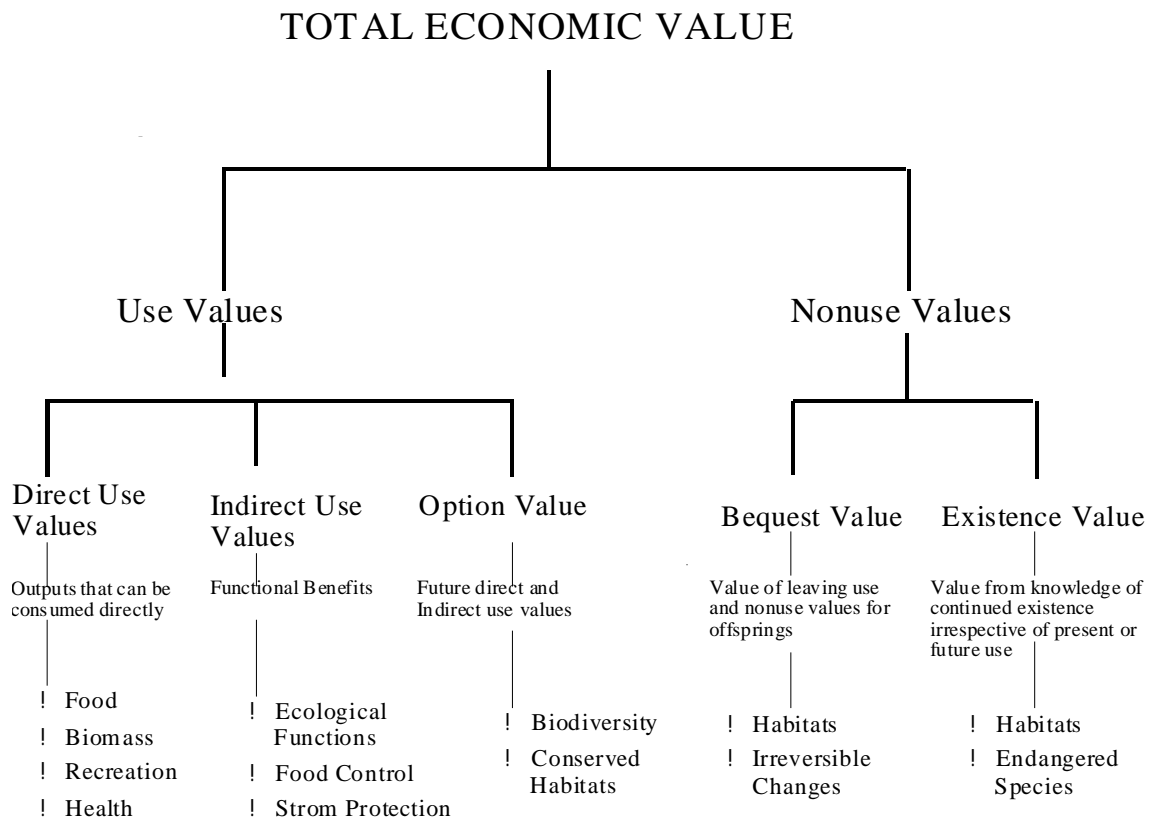 TOTAL ECONOMIC VALUE
Use Values
Nonuse Values
Direct Use
Values
Indirect Use
Values
Option Value
Bequest Value
Existence Value
Outputs that can be
consumed directly
Functional Benefits
Future direct and
Indirect use values
Value of leaving use
and nonuse values for
offsprings
Value from knowledge of
continued existence
irrespective of present or
future use
! Food
! Biomass
! Recreation
! Health
! Ecological
Functions
! Food Control
! Strom Protection
! Biodiversity
! Conserved
Habitats
! Habitats
! Irreversible
Changes
! Habitats
! Endangered
Species